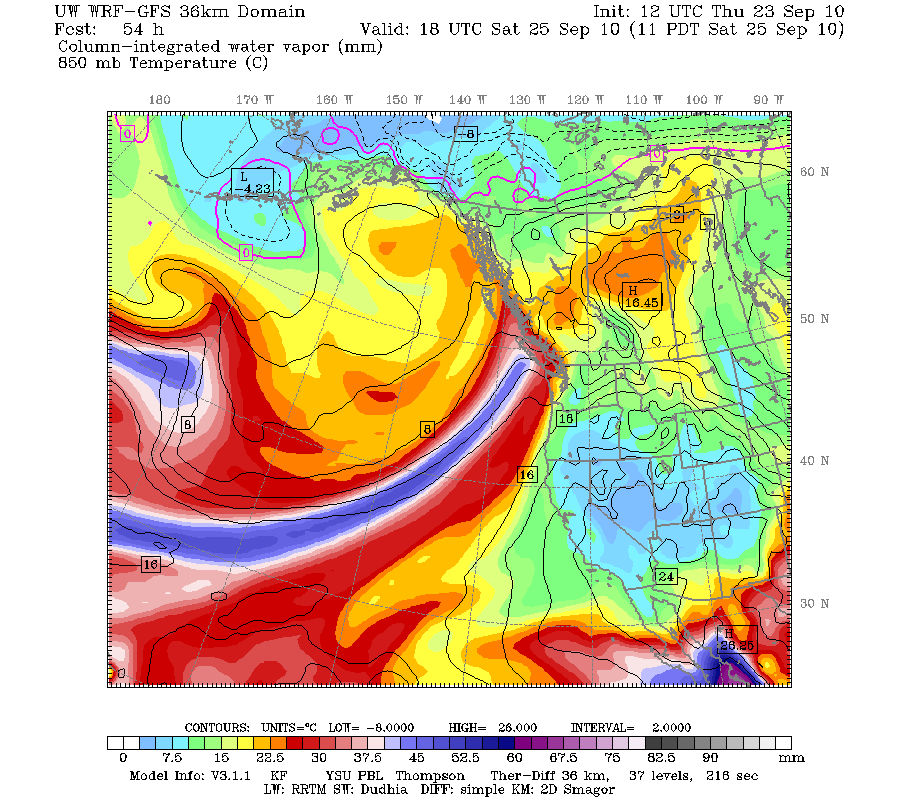 UW WRF-GFS 36km Domain Init: 12 UTC Thu 23 Sep 10
Fcst: 54 h Valid: 18 UTC Sat 25 Sep 10 (11 PDT Sat 25 Sep 10)
Column-integrated water vapor (mm)
850 mb Temperature (C)
180 170 W 160 W 150 W 140 W 130 W 120 W 110 W 100 W 90 W
0 -8
60 N
L
-4.23
0
H
16.45
50 N
8 8 16
16
40 N
16 24
30 N
H
CONTOURS: UNITS=°C LOW= -8.0000 HIGH= 26.000 INTERVAL= 2.0000
0 7.5 15 22.5 30 37.5 45 52.5 60 67.5 75 82.5 90 mm
Model Info: V3.1.1 KF YSU PBL Thompson Ther-Diff 36 km, 37 levels, 216 sec
LW: RRTM SW: Dudhia DIFF: simple KM: 2D Smagor